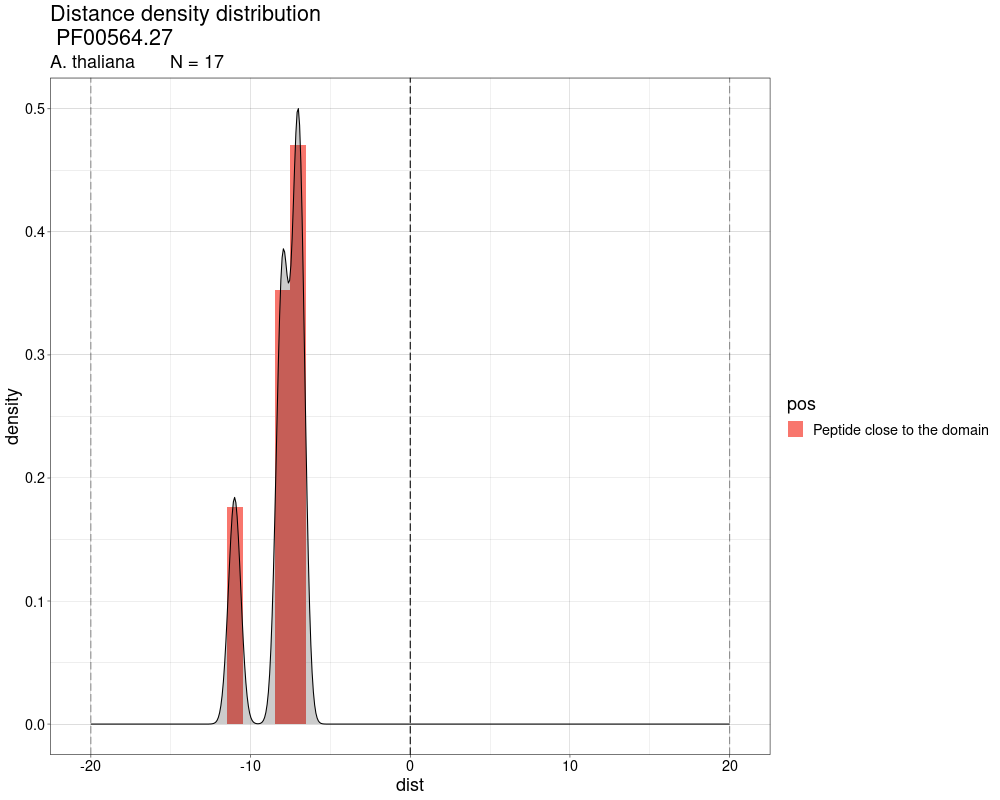 Distance density distribution
PF00564.27
A. thaliana N = 17
0.5
0.4
0.3
0.2
0.1
0.0
density
-20 -10 0 10 20
dist
pos
Peptide close to the domain